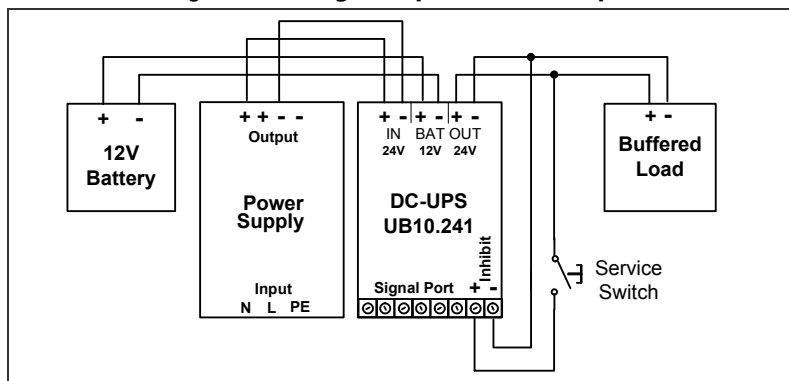 + -
12V
Battery
+ + - -
Output
Power
Supply
Input
N L PE
+ - + - + -
IN BAT OUT
24V 12V 24V
DC-UPS
UB10.241
Inhibit
Signal Port + -
+ -
Buffered
Load
Service
Switch